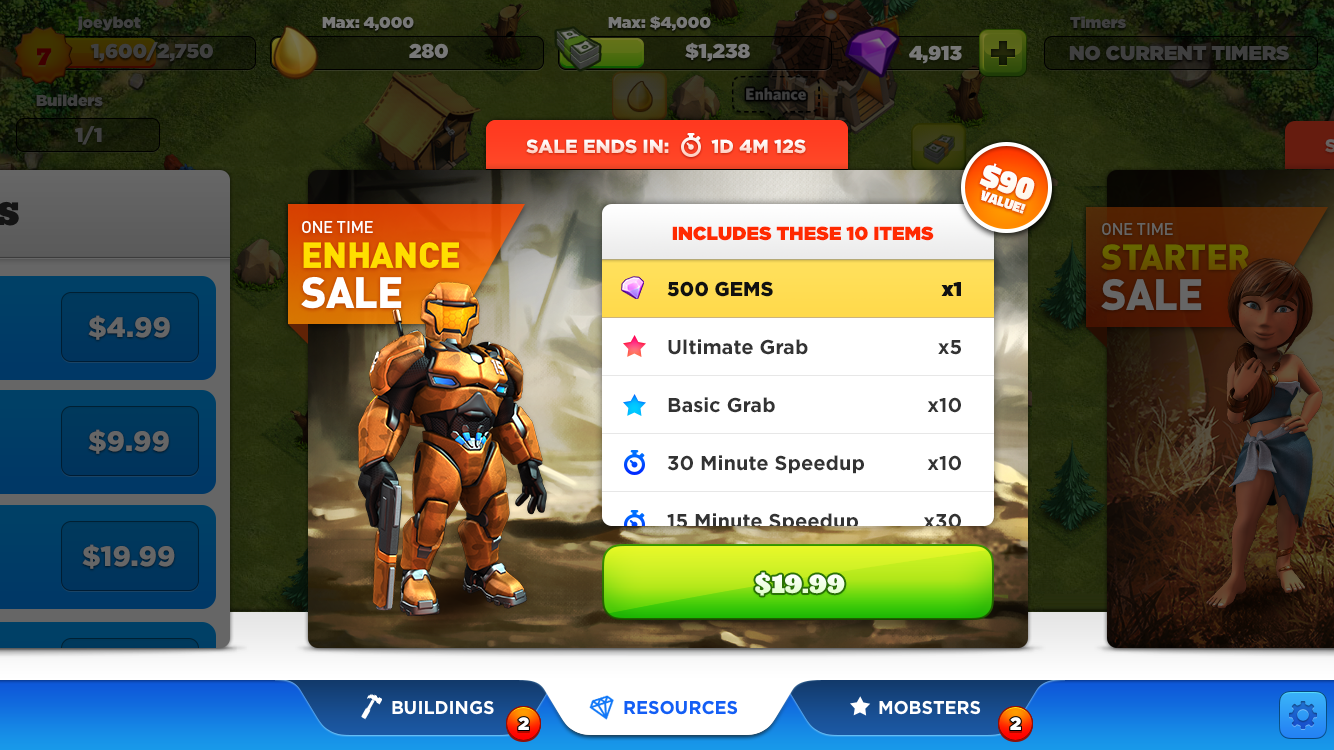 joeybot
7
1,600/2,750
Max: 4,000
280
Max: $4,000
$1,238
4,913
Timers
NO CURRENT TIMERS
Builders
1/1
Enhance
SALE ENDS IN: 1D 4M 12S
$90
VALUE!
ONE TIME
ENHANCE
SALE
INCLUDES THESE 10 ITEMS
500 GEMS x1
Ultimate Grab x5
Basic Grab x10
30 Minute Speedup x10
15 Minute Speedup x30
$19.99
$4.99
$9.99
$19.99
ONE TIME
STARTER
SALE
15
BUILDINGS
2
RESOURCES
MOBSTERS
2